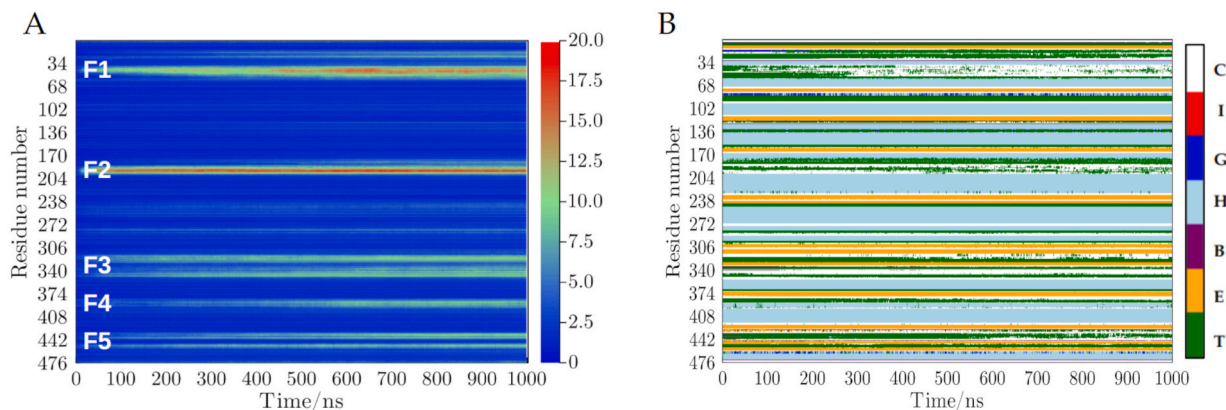 A
Residue number
34
68
102
136
170
204
238
272
306
340
374
408
442
476
F1
F2
F3
F4
F5
0 100 200 300 400 500 600 700 800 900 1000
Time/ns
20.0
17.5
15.0
12.5
10.0
7.5
5.0
2.5
0
B
Residue number
34
68
102
136
170
204
238
272
306
340
374
408
442
476
0 100 200 300 400 500 600 700 800 900 1000
Time/ns
C
I
G
H
B
E
T